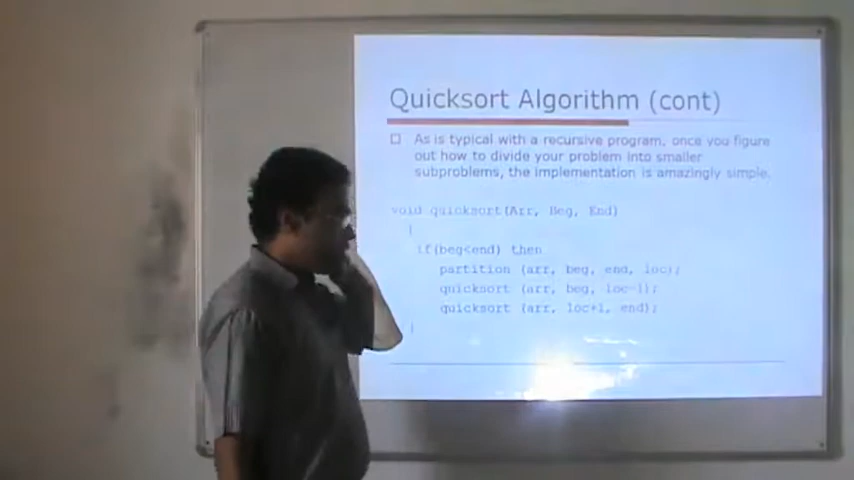 Quicksort Algorithm (cont)
As is typical with a recursive program, once you figure
out how to divide your problem into smaller
subproblems, the implementation is amazingly simple.
void quicksort(Arr, Beg, End)
{
if(beg<end) then
partition (arr, beg, end, loc);
quicksort (arr, beg, loc-1);
quicksort (arr, loc+1, end);
}